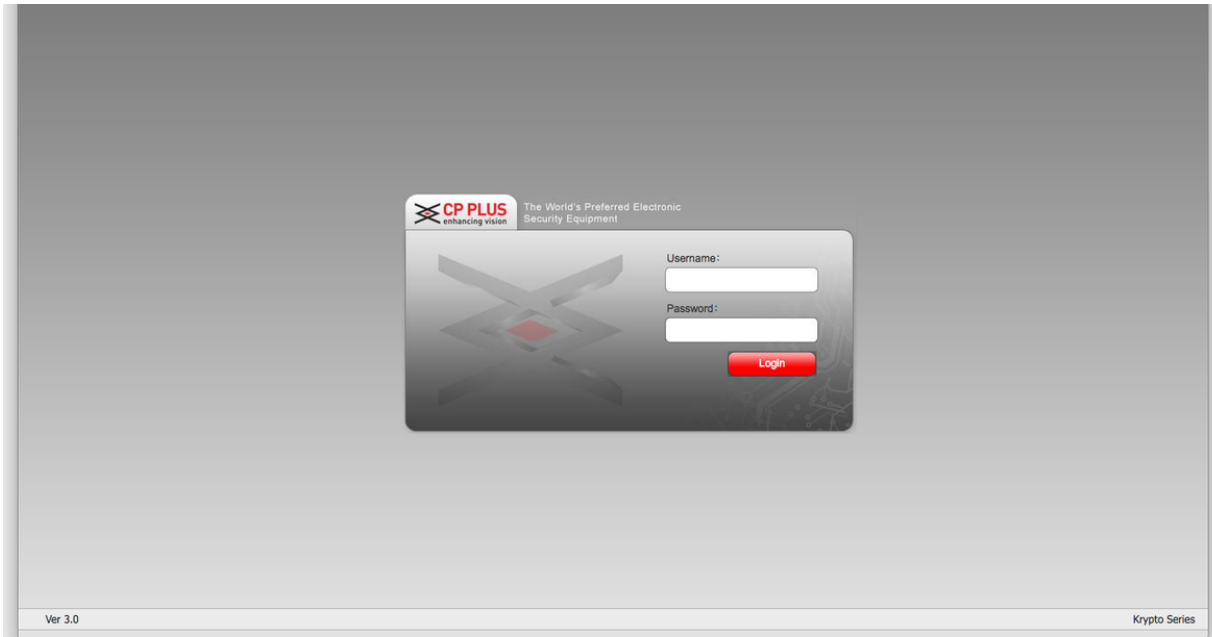 CP PLUS
enhancing vision
The World's Preferred Electronic
Security Equipment
Username:
Password:
Login
Ver 3.0
Krypto Series